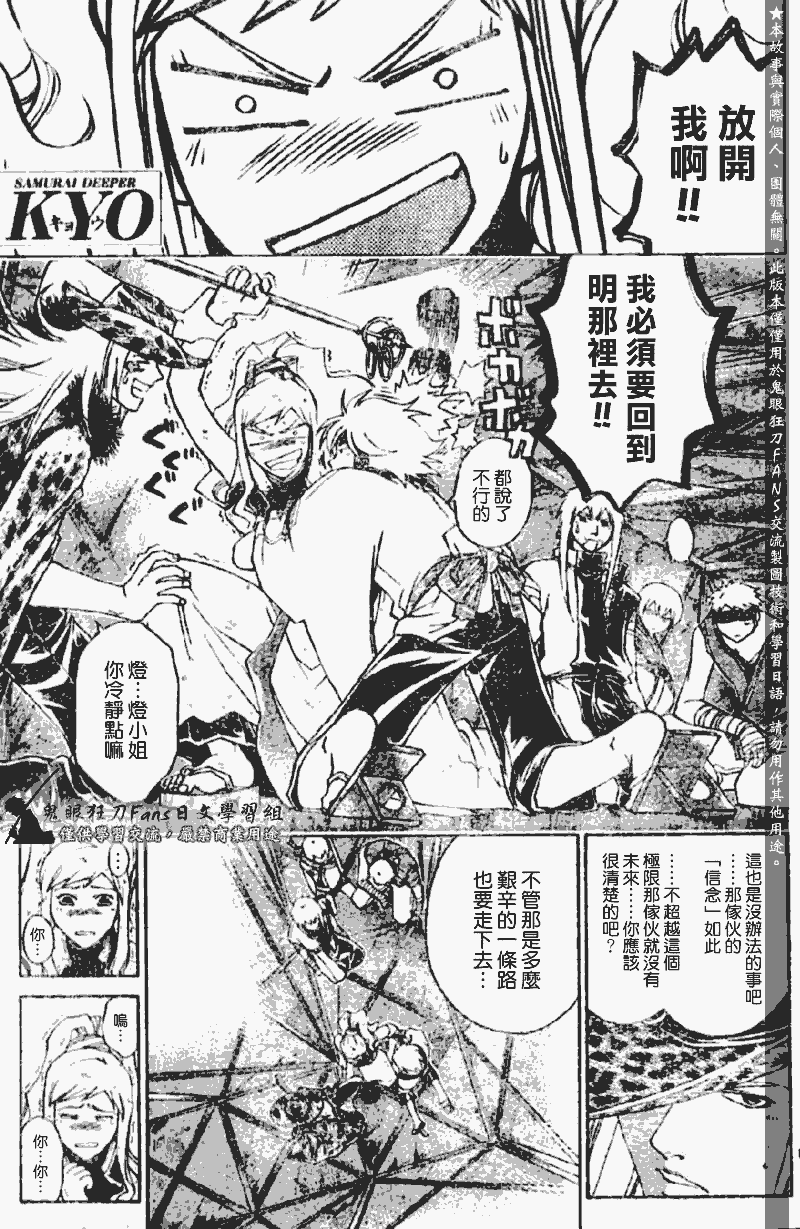 ★本故事與實際個人、團體無關。此版本僅僅用於鬼眼狂刀FANS交流製圖技術和學習日語，請勿用作其他用途。
放開
我啊!!
SAMURAI DEEPER
KYO
キョウ
我必須要回到
明那裡去!!
ボカボカ
都說了
不行的
ぐぐぐ
燈…燈小姐
你冷靜點嘛
鬼眼狂刀Fans日文學習組
僅供學習交流，嚴禁商業用途
這也是沒辦法的事吧
……那傢伙的
「信念」如此
……不超越這個
極限那傢伙就沒有
未來……你應該
很清楚的吧？
不管那是多麼
艱辛的一條路
也要走下去…
…
你…
嗚…
你…你…